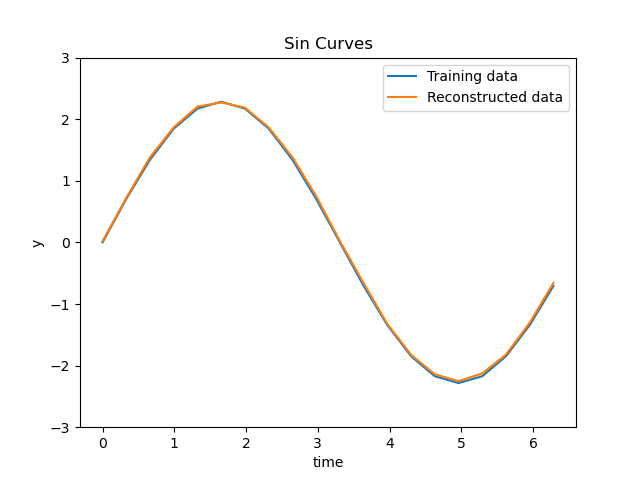 Sin Curves
Training data
Reconstructed data
3
2
1
0
−1
−2
−3
y
0 1 2 3 4 5 6
time